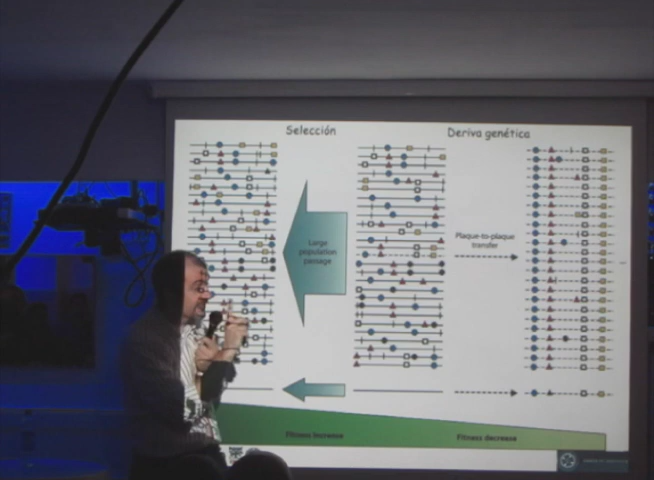 Selección
Deriva genética
Large
population
passage
Plaque-to-plaque
transfer
Fitness increase
Fitness decrease